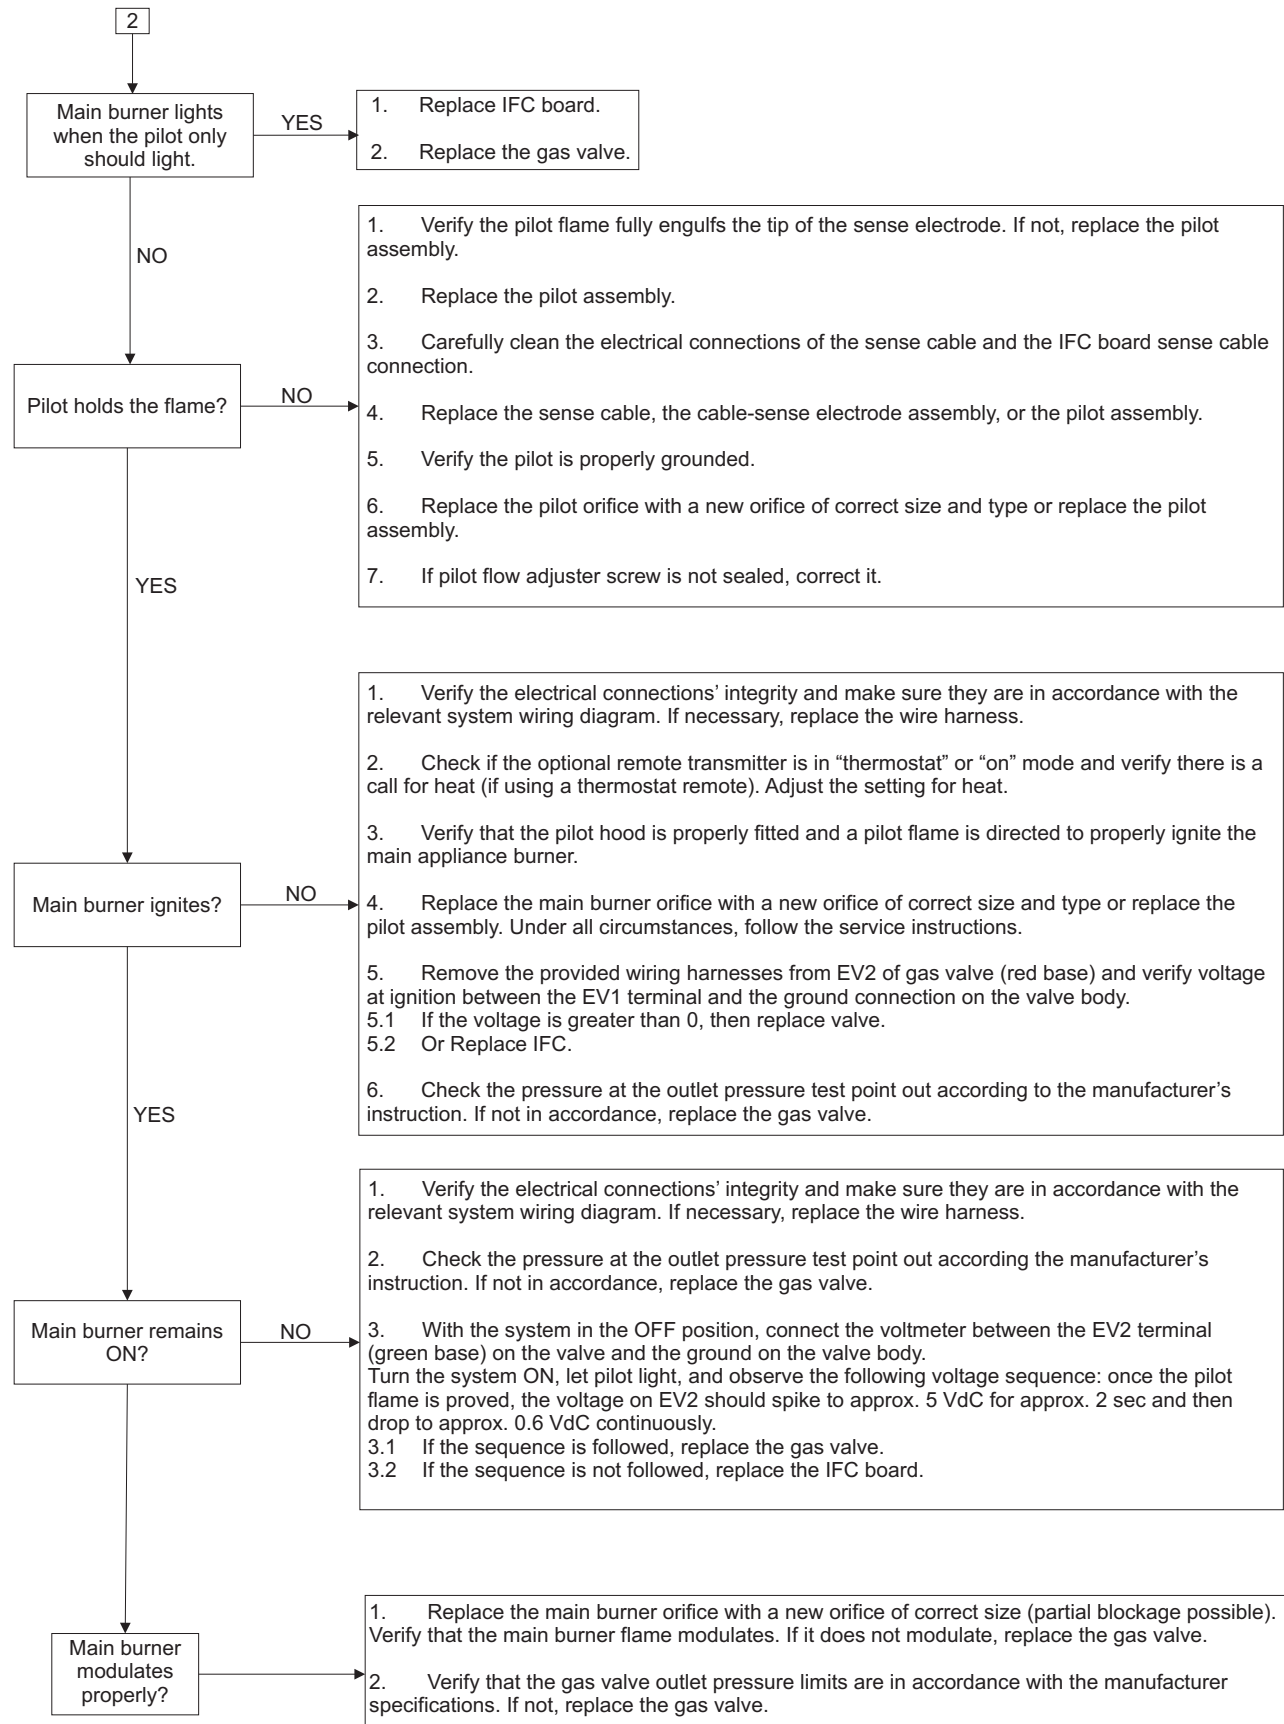 2
Main burner lights
when the pilot only
should light.
YES
1. Replace IFC board.
2. Replace the gas valve.
NO
Pilot holds the flame?
NO
1. Verify the pilot flame fully engulfs the tip of the sense electrode. If not, replace the pilot
assembly.
2. Replace the pilot assembly.
3. Carefully clean the electrical connections of the sense cable and the IFC board sense cable
connection.
4. Replace the sense cable, the cable-sense electrode assembly, or the pilot assembly.
5. Verify the pilot is properly grounded.
6. Replace the pilot orifice with a new orifice of correct size and type or replace the pilot
assembly.
7. If pilot flow adjuster screw is not sealed, correct it.
YES
Main burner ignites?
NO
1. Verify the electrical connections’ integrity and make sure they are in accordance with the
relevant system wiring diagram. If necessary, replace the wire harness.
2. Check if the optional remote transmitter is in “thermostat” or “on” mode and verify there is a
call for heat (if using a thermostat remote). Adjust the setting for heat.
3. Verify that the pilot hood is properly fitted and a pilot flame is directed to properly ignite the
main appliance burner.
4. Replace the main burner orifice with a new orifice of correct size and type or replace the
pilot assembly. Under all circumstances, follow the service instructions.
5. Remove the provided wiring harnesses from EV2 of gas valve (red base) and verify voltage
at ignition between the EV1 terminal and the ground connection on the valve body.
5.1 If the voltage is greater than 0, then replace valve.
5.2 Or Replace IFC.
6. Check the pressure at the outlet pressure test point out according to the manufacturer’s
instruction. If not in accordance, replace the gas valve.
YES
Main burner remains
ON?
NO
1. Verify the electrical connections’ integrity and make sure they are in accordance with the
relevant system wiring diagram. If necessary, replace the wire harness.
2. Check the pressure at the outlet pressure test point out according the manufacturer’s
instruction. If not in accordance, replace the gas valve.
3. With the system in the OFF position, connect the voltmeter between the EV2 terminal
(green base) on the valve and the ground on the valve body.
Turn the system ON, let pilot light, and observe the following voltage sequence: once the pilot
flame is proved, the voltage on EV2 should spike to approx. 5 VdC for approx. 2 sec and then
drop to approx. 0.6 VdC continuously.
3.1 If the sequence is followed, replace the gas valve.
3.2 If the sequence is not followed, replace the IFC board.
Main burner
modulates
properly?
1. Replace the main burner orifice with a new orifice of correct size (partial blockage possible).
Verify that the main burner flame modulates. If it does not modulate, replace the gas valve.
2. Verify that the gas valve outlet pressure limits are in accordance with the manufacturer
specifications. If not, replace the gas valve.